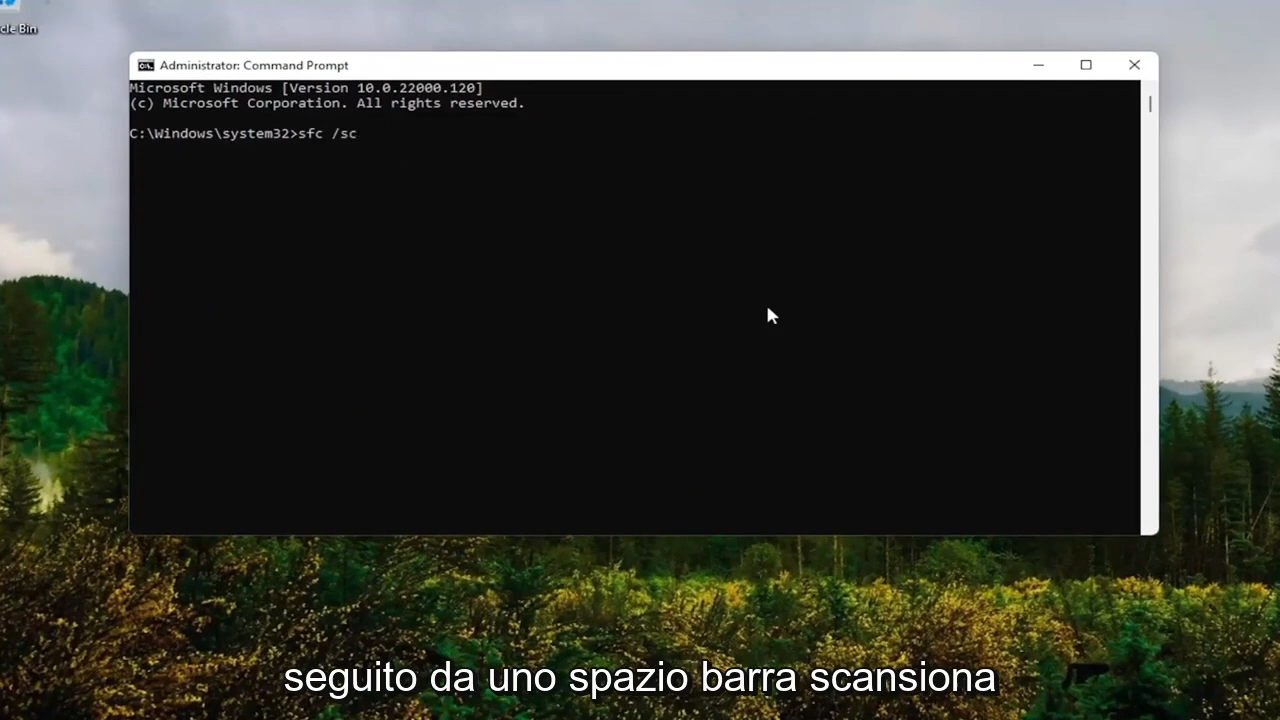 cle Bin
Administrator: Command Prompt
Microsoft Windows [Version 10.0.22000.120]
(c) Microsoft Corporation. All rights reserved.
C:\Windows\system32>sfc /sc
seguito da uno spazio barra scansiona